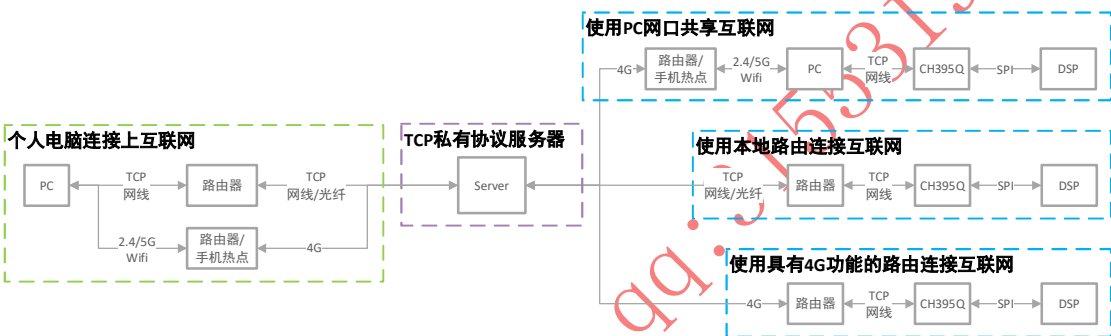 个人电脑连接上互联网
PC
TCP
网线
路由器
TCP
网线/光纤
2.4/5G
Wifi
路由器/
手机热点
4G
TCP私有协议服务器
Server
使用PC网口共享互联网
4G
路由器/
手机热点
2.4/5G
Wifi
PC
TCP
网线
CH395Q
SPI
DSP
使用本地路由连接互联网
TCP
网线/光纤
路由器
TCP
网线
CH395Q
SPI
DSP
使用具有4G功能的路由连接互联网
4G
路由器
TCP
网线
CH395Q
SPI
DSP